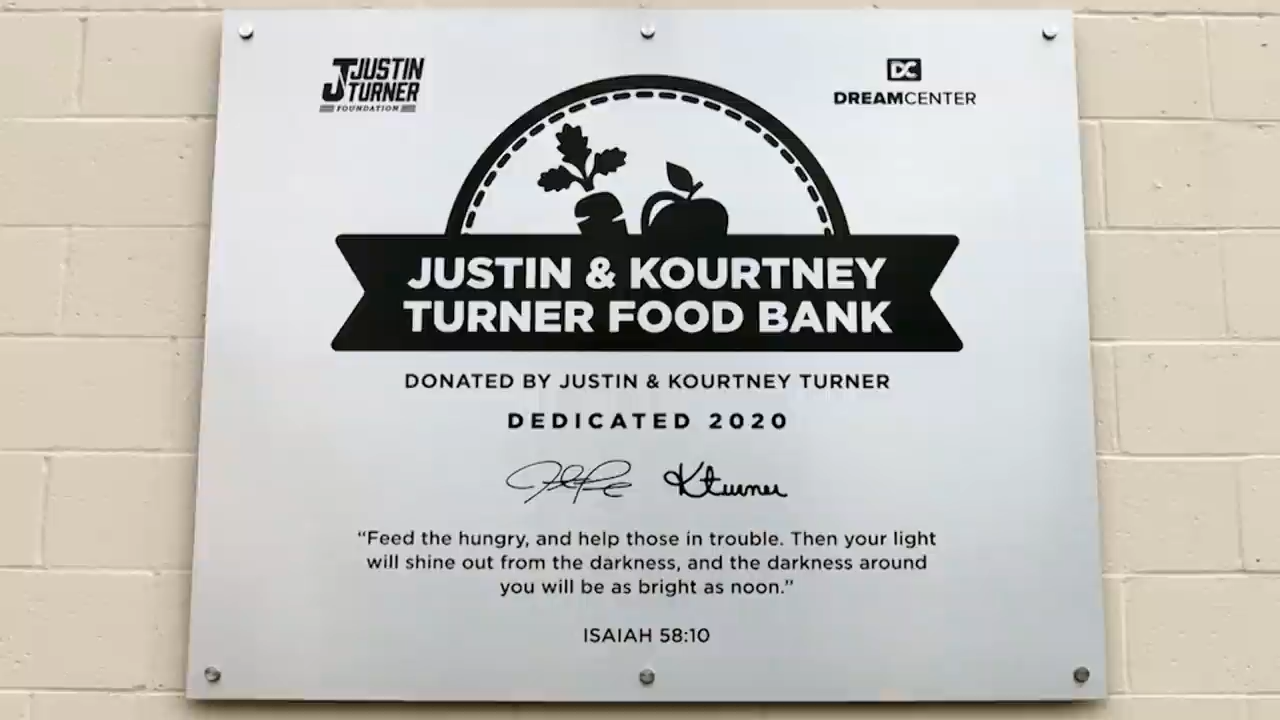 JUSTIN
TURNER
FOUNDATION
DC
DREAMCENTER
JUSTIN & KOURTNEY
TURNER FOOD BANK
DONATED BY JUSTIN & KOURTNEY TURNER
DEDICATED 2020
KTurner
“Feed the hungry, and help those in trouble. Then your light
will shine out from the darkness, and the darkness around
you will be as bright as noon.”
ISAIAH 58:10